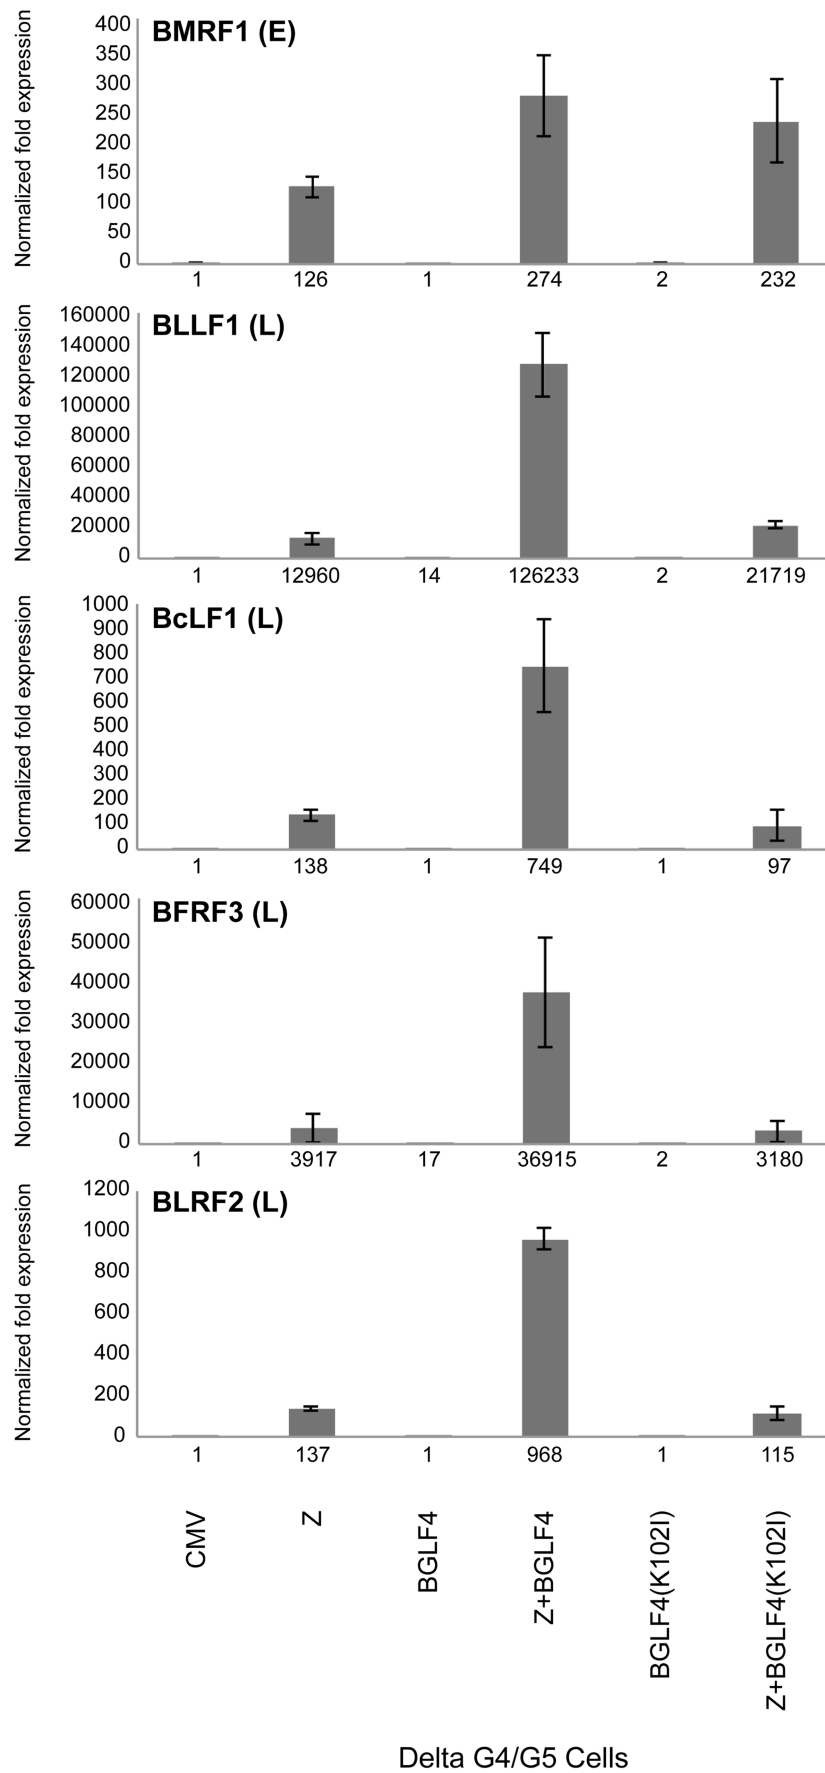 BMRF1 (E)
Normalized fold expression
400
350
300
250
200
150
100
50
0
1 126 1 274 2 232
BLLF1 (L)
Normalized fold expression
160000
140000
120000
100000
80000
60000
40000
20000
0
1 12960 14 126233 2 21719
BcLF1 (L)
Normalized fold expression
1000
900
800
700
600
500
400
300
200
100
0
1 138 1 749 1 97
BFRF3 (L)
Normalized fold expression
60000
50000
40000
30000
20000
10000
0
1 3917 17 36915 2 3180
BLRF2 (L)
Normalized fold expression
1200
1000
800
600
400
200
0
1 137 1 968 1 115
CMV
Z
BGLF4
Z+BGLF4
BGLF4(K102I)
Z+BGLF4(K102I)
Delta G4/G5 Cells